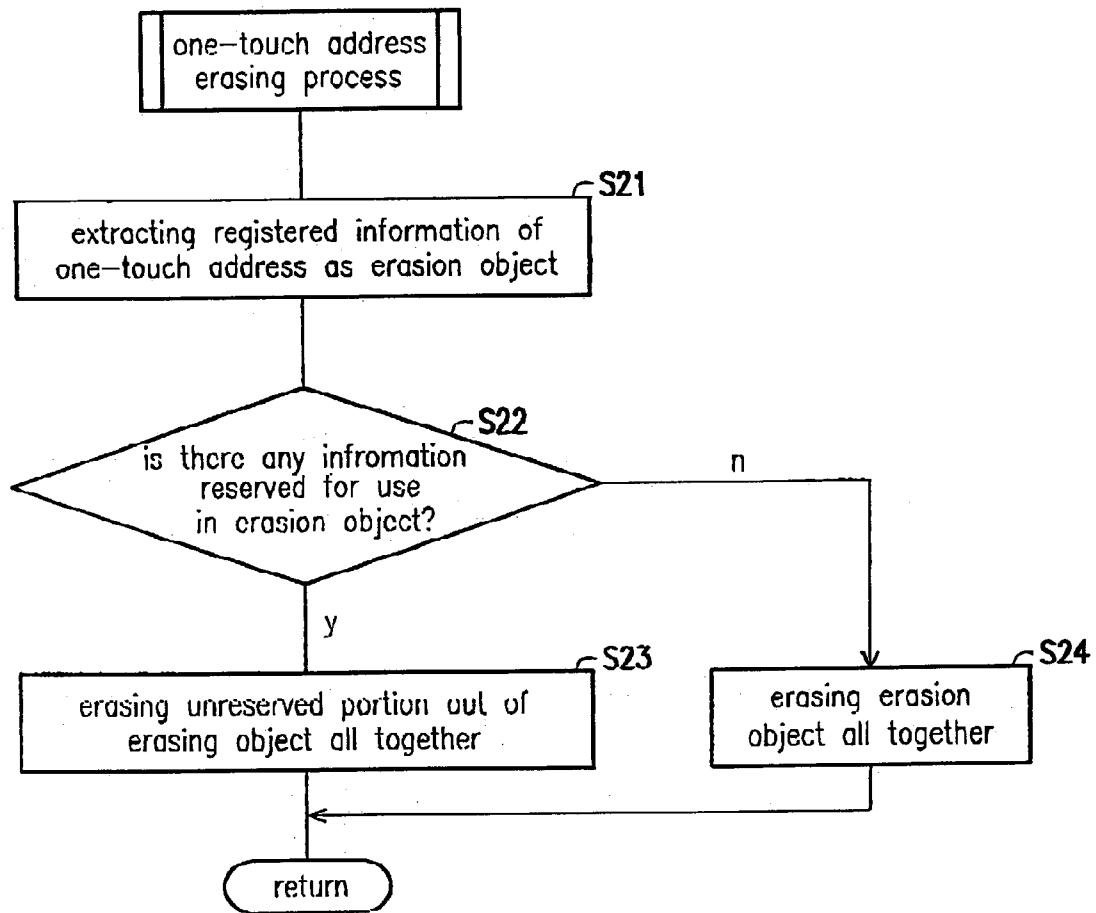 one-touch address
erasing process
S21
extracting registered information of
one-touch address as erasion object
S22
is there any infromation
reserved for use
in erasion object?
n
y
S23
erasing unreserved portion out of
erasing object all together
S24
erasing erasion
object all together
return